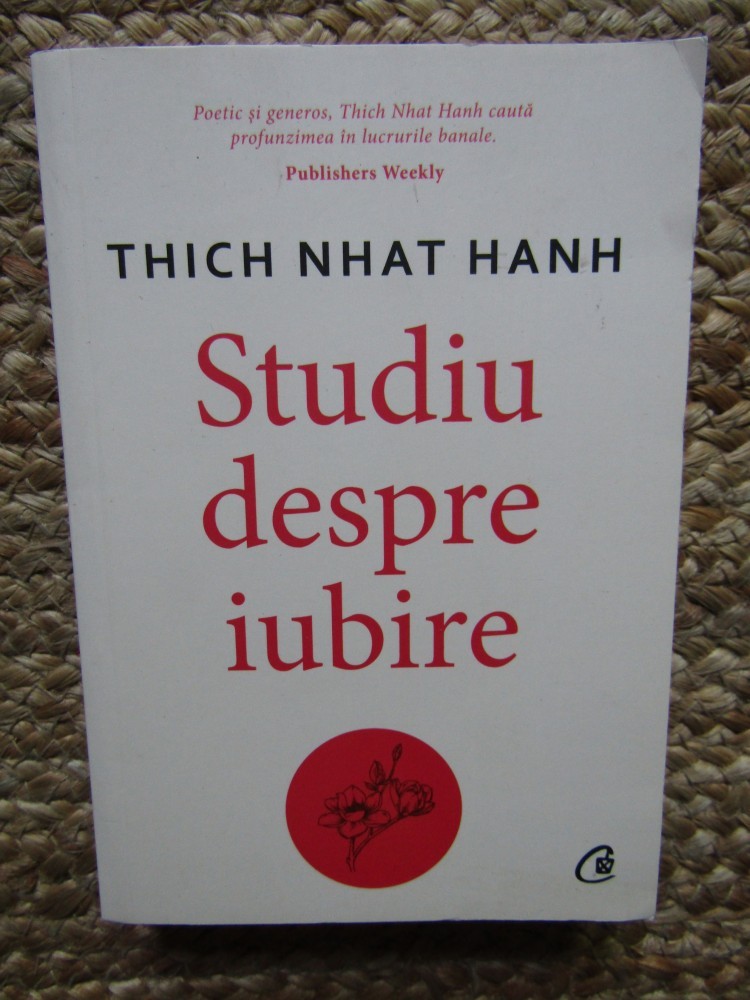 Poetic și generos, Thich Nhat Hanh caută
profunzimea în lucrurile banale.
Publishers Weekly
THICH NHAT HANH
Studiu
despre
iubire